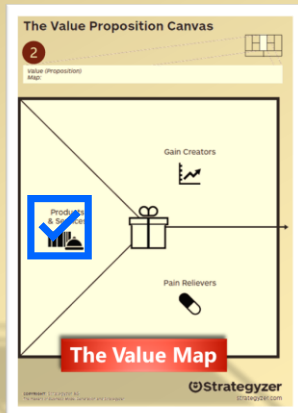 The Value Proposition Canvas
2
Value (Proposition)
Map:
Gain Creators
Products
& Services
Pain Relievers
The Value Map
Strategyzer
strategyzer.com